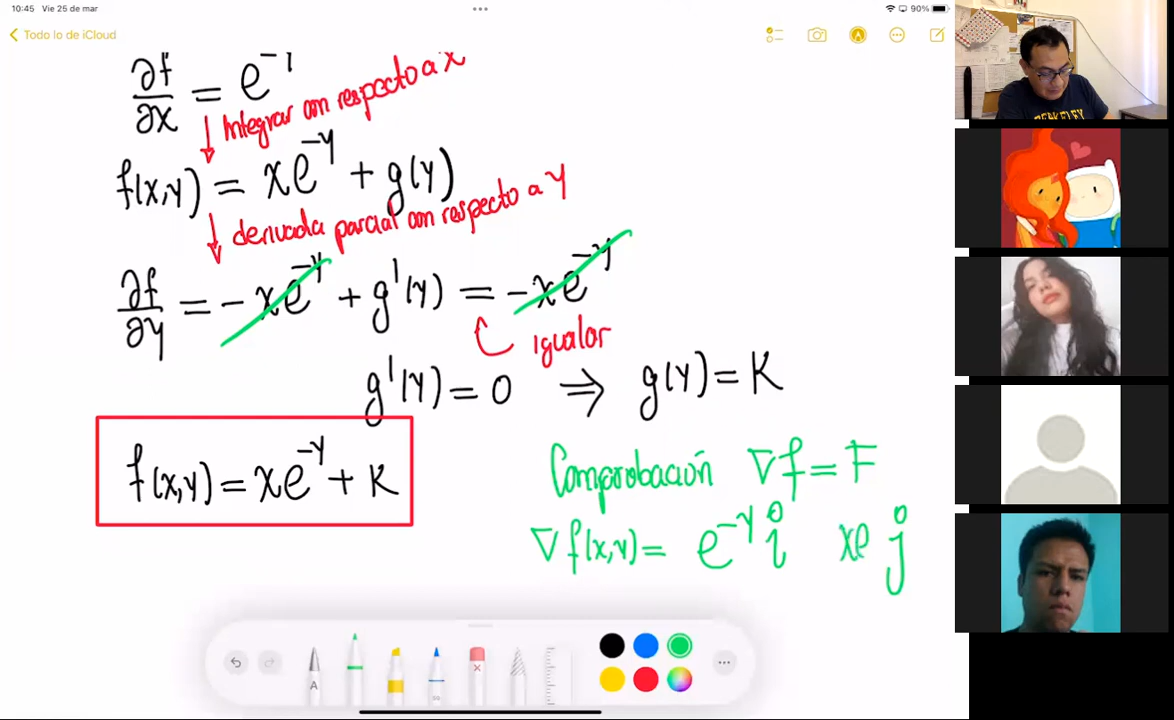 10:45 Vie 25 de mar
90%
Todo lo de iCloud
∂f/∂x = e^-y
Integrar con respecto a x
f(x,y) = xe^-y + g(y)
derivada parcial con respecto a y
∂f/∂y = -xe^-y + g'(y) = -xe^-y
igualar
g'(y) = 0 ⇒ g(y) = K
f(x,y) = xe^-y + K
Comprobación ∇f = F
∇f(x,y) = e^-y i xe j
A
BERKELEY